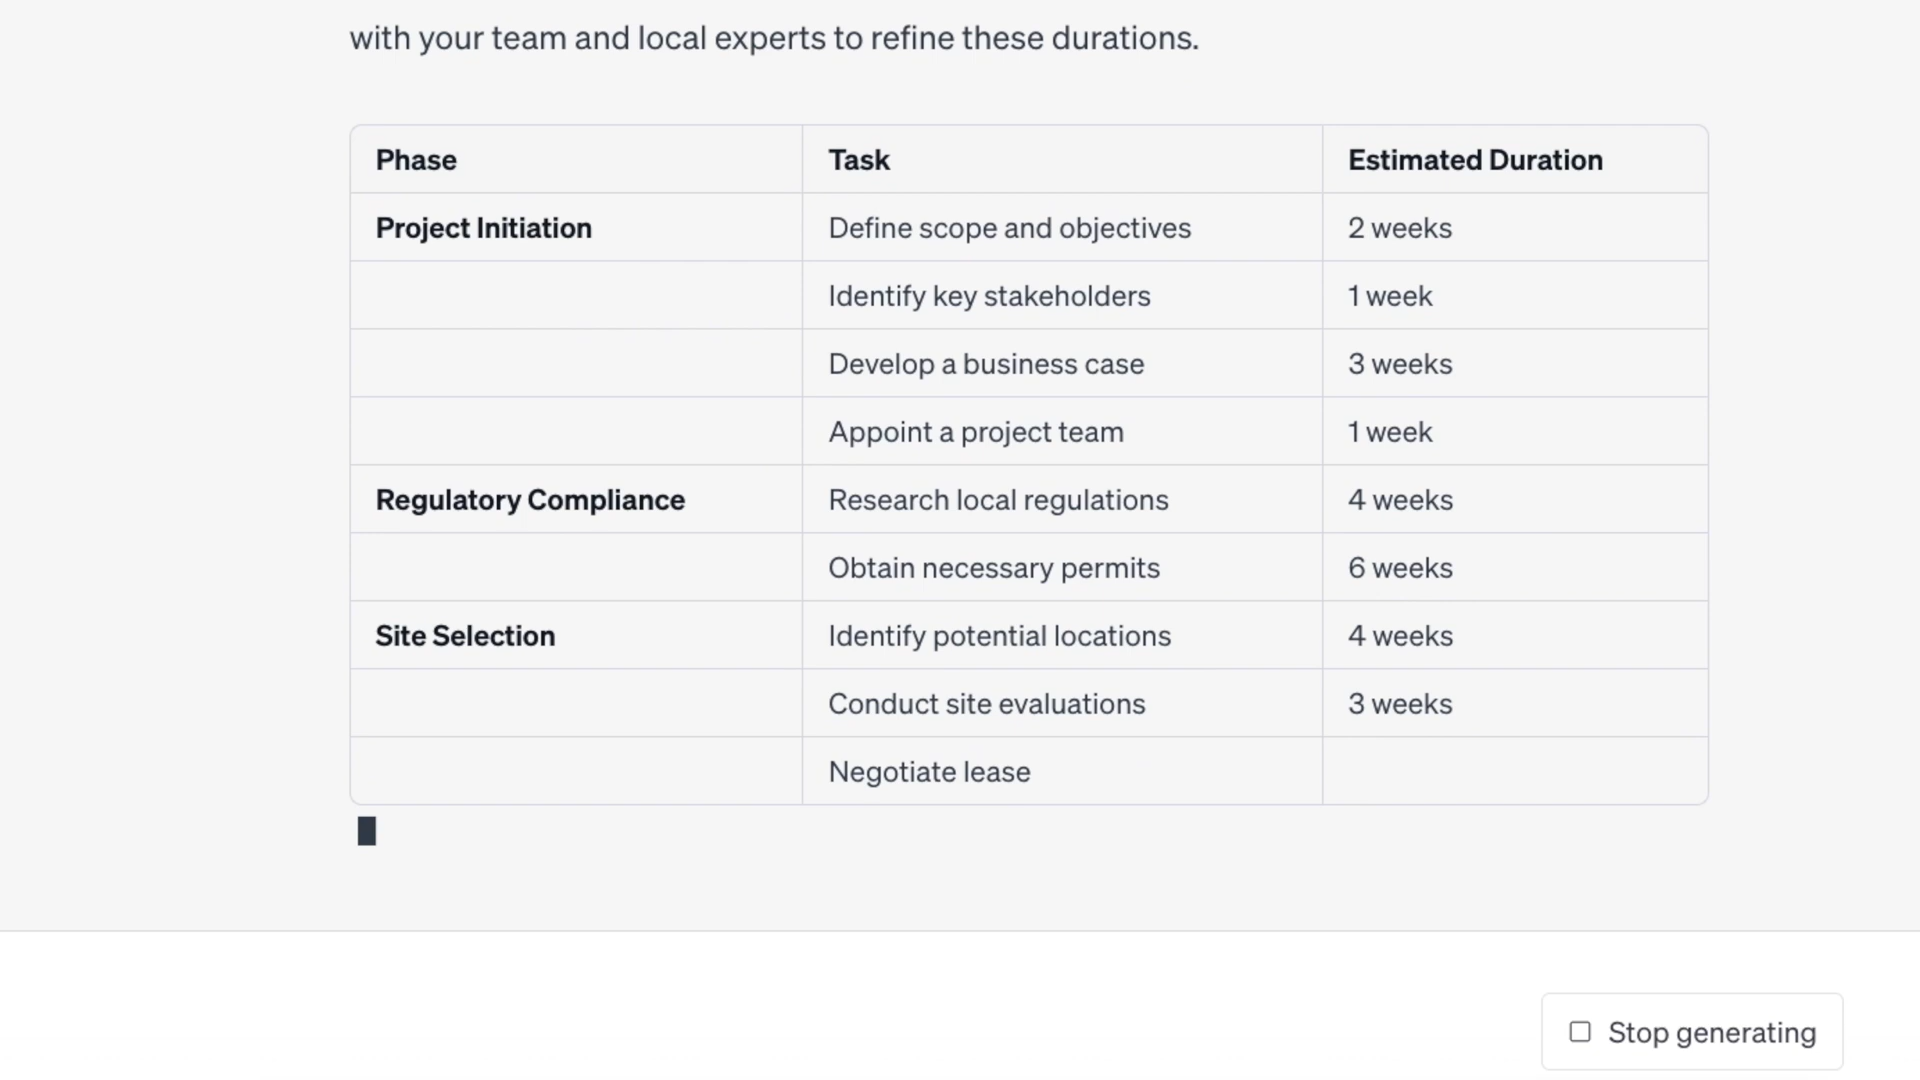 with your team and local experts to refine these durations.
Phase Task Estimated Duration
Project Initiation Define scope and objectives 2 weeks
Identify key stakeholders 1 week
Develop a business case 3 weeks
Appoint a project team 1 week
Regulatory Compliance Research local regulations 4 weeks
Obtain necessary permits 6 weeks
Site Selection Identify potential locations 4 weeks
Conduct site evaluations 3 weeks
Negotiate lease
Stop generating